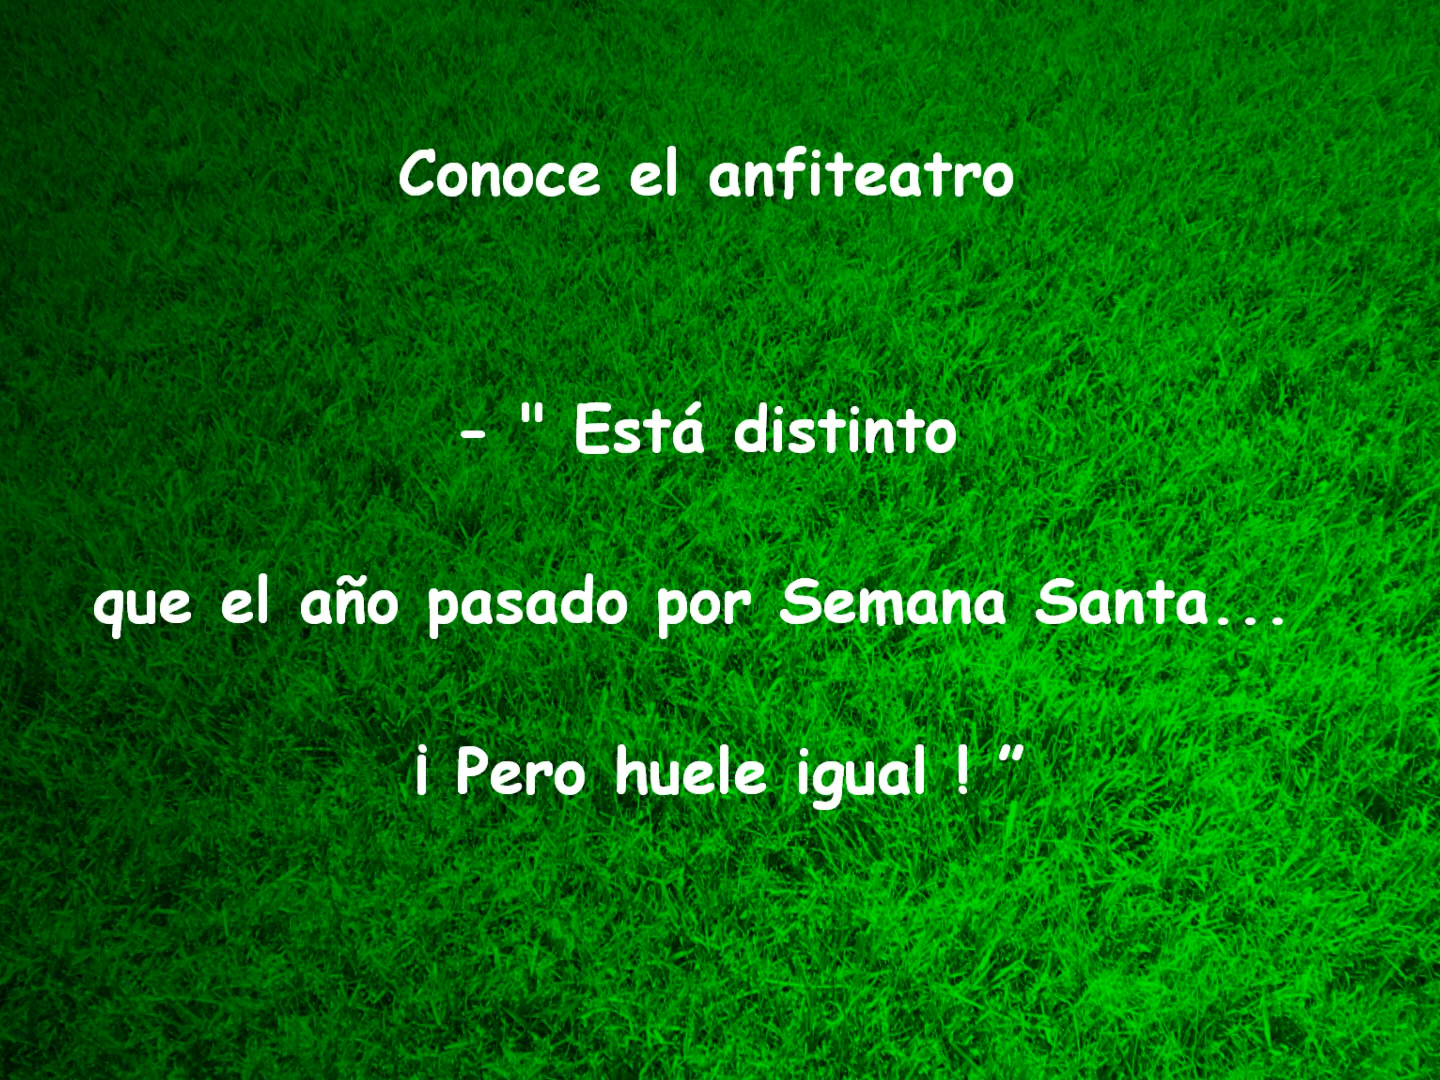 Conoce el anfiteatro
- " Está distinto
que el año pasado por Semana Santa...
¡ Pero huele igual ! ”